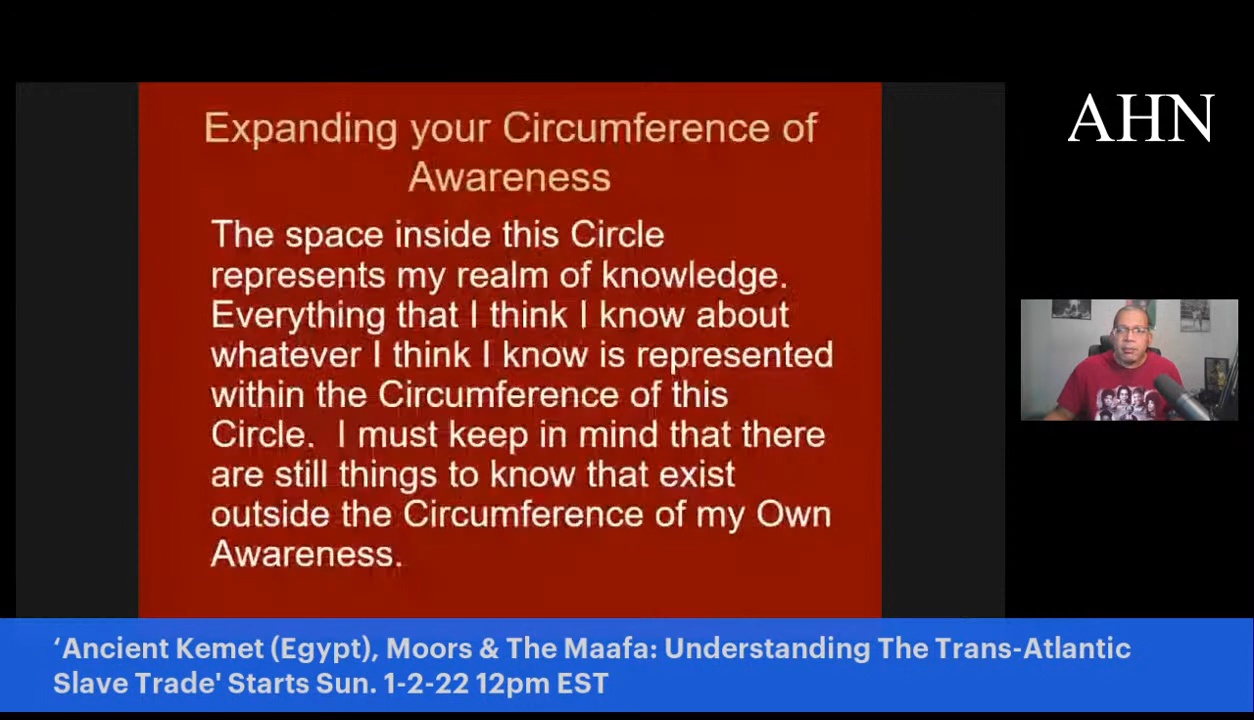 Expanding your Circumference of
Awareness
The space inside this Circle
represents my realm of knowledge.
Everything that I think I know about
whatever I think I know is represented
within the Circumference of this
Circle.  I must keep in mind that there
are still things to know that exist
outside the Circumference of my Own
Awareness.
AHN
‘Ancient Kemet (Egypt), Moors & The Maafa: Understanding The Trans-Atlantic
Slave Trade' Starts Sun. 1-2-22 12pm EST